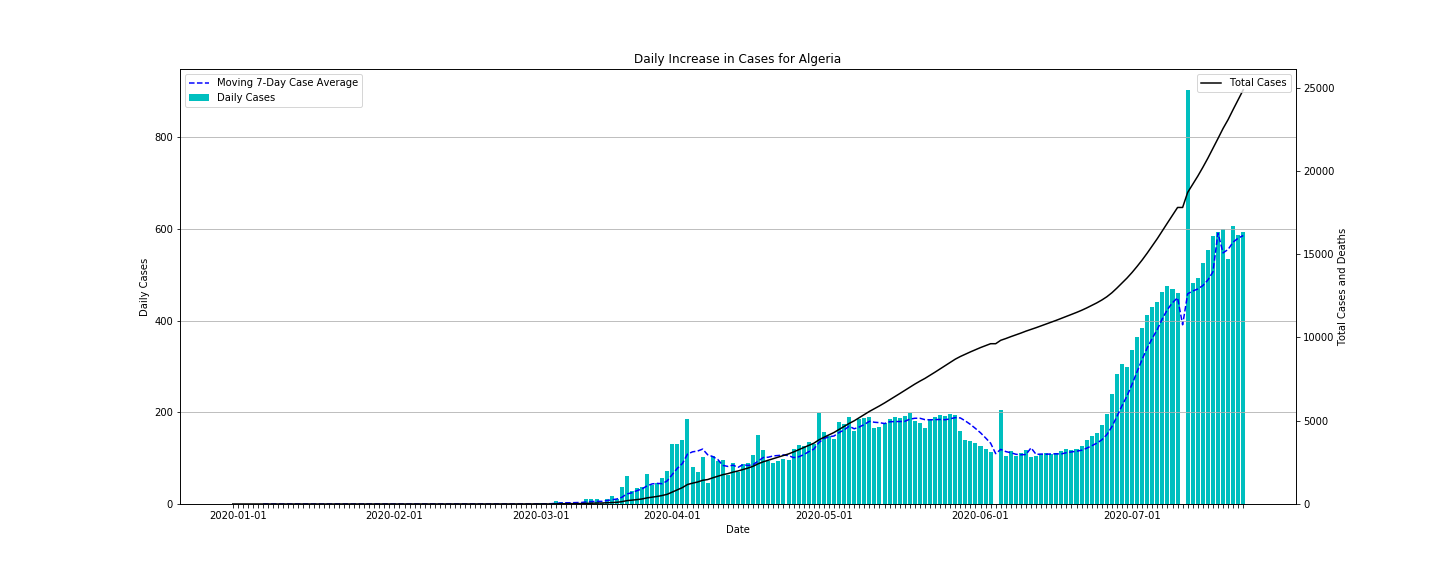 Daily Increase in Cases for Algeria
Moving 7-Day Case Average
Daily Cases
Total Cases
800
600
400
200
0
Daily Cases
25000
20000
15000
10000
5000
0
Total Cases and Deaths
2020-01-01
2020-02-01
2020-03-01
2020-04-01
2020-05-01
2020-06-01
2020-07-01
Date